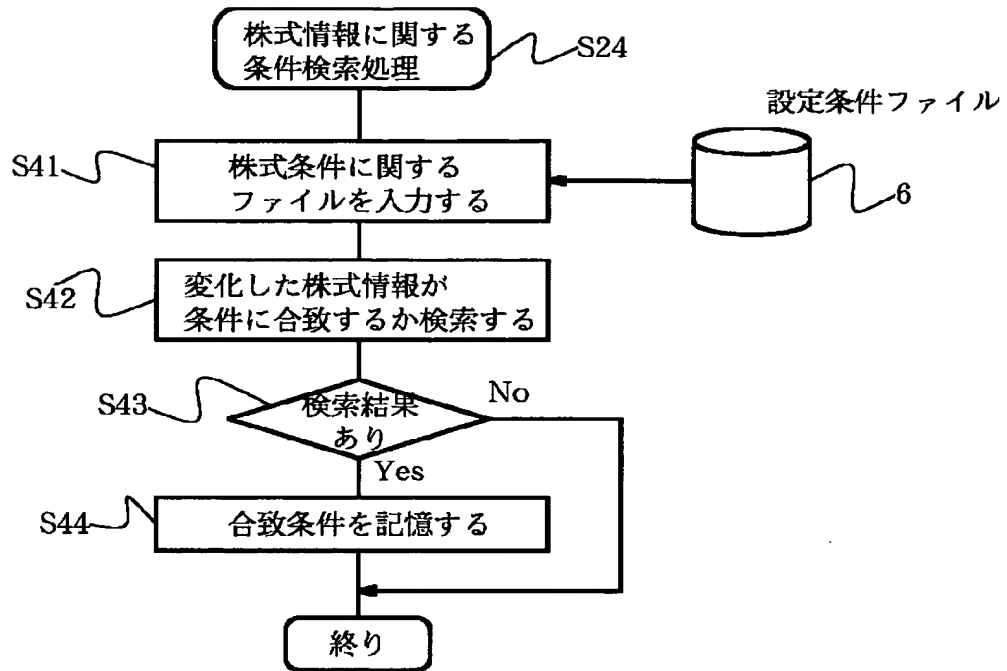 株式情報に関する
条件検索処理
S24
設定条件ファイル
S41
株式条件に関する
ファイルを入力する
6
S42
変化した株式情報が
条件に合致するか検索する
S43
検索結果
あり
No
Yes
S44
合致条件を記憶する
終り